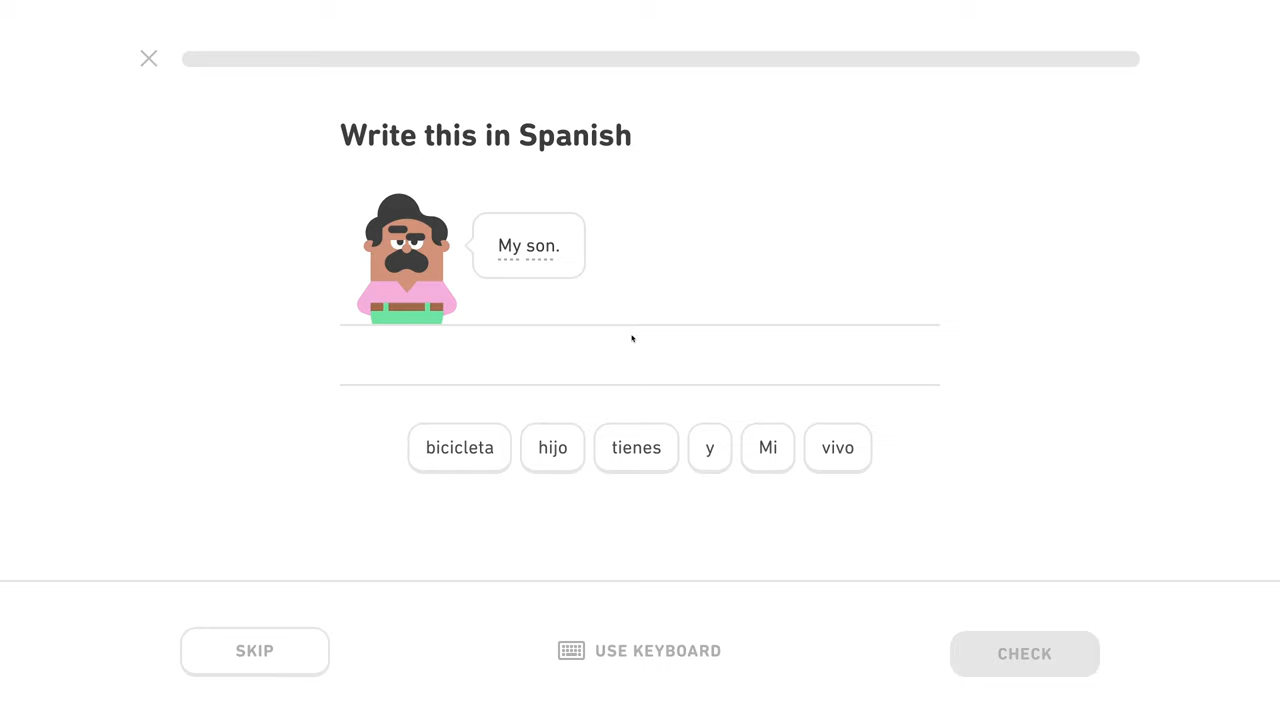 Write this in Spanish
My son.
bicicleta hijo tienes y Mi vivo
SKIP USE KEYBOARD CHECK